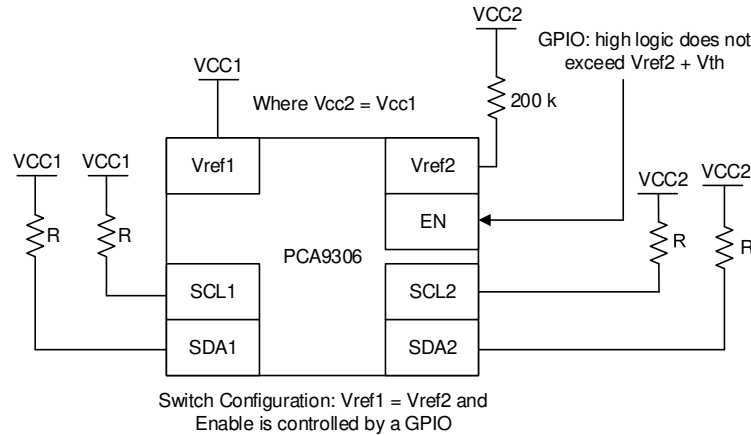 VCC2
GPIO: high logic does not
exceed Vref2 + Vth
VCC1
Where Vcc2 = Vcc1
200 k
VCC1
VCC1
Vref1
Vref2
VCC2
VCC2
EN
R
R
PCA9306
R
R
SCL1
SCL2
SDA1
SDA2
Switch Configuration: Vref1 = Vref2 and
Enable is controlled by a GPIO